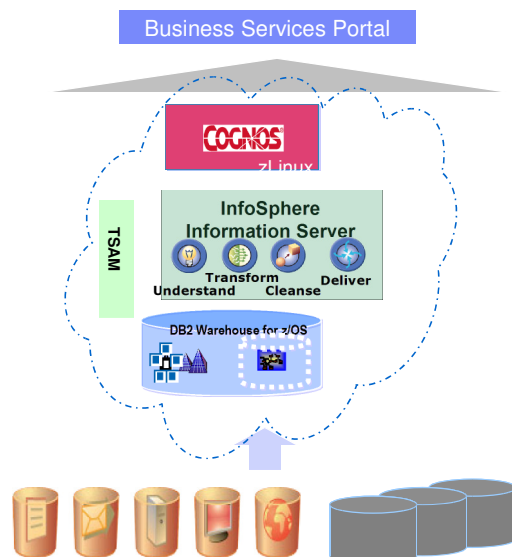 Business Services Portal
COGNOS
zLinux
TSAM
InfoSphere
Information Server
Understand
Transform
Cleanse
Deliver
DB2 Warehouse for z/OS